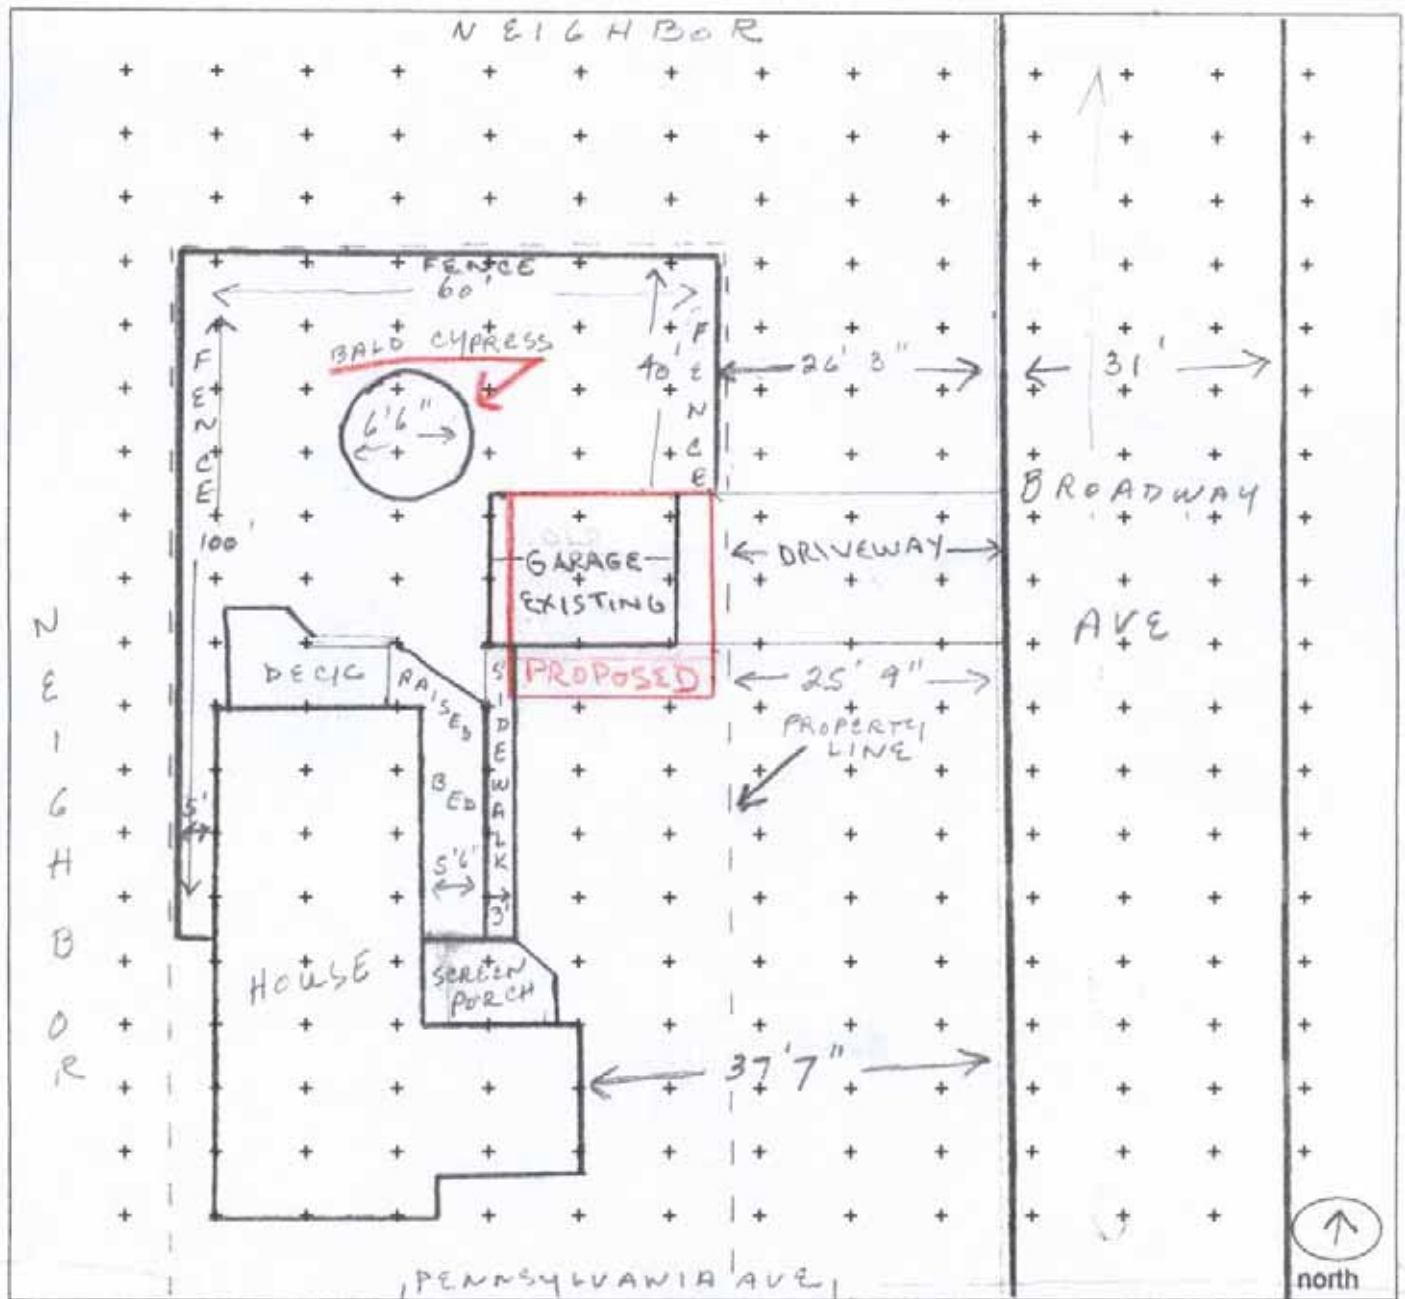 NEIGHBOR
FENCE
60'
BALD CYPRESS
FENCE
100'
40'
FENCE
26' 3"
31'
6'6"
BROADWAY
AVE
OLD
GARAGE
EXISTING
DRIVEWAY
PROPOSED
25' 9"
PROPERTY
LINE
DECK
RAISED
BED
SIDEWALK
5'6"
3'
5'
NEIGHBOR
HOUSE
SCREEN
PORCH
37'7"
PENNSYLVANIA AVE
north